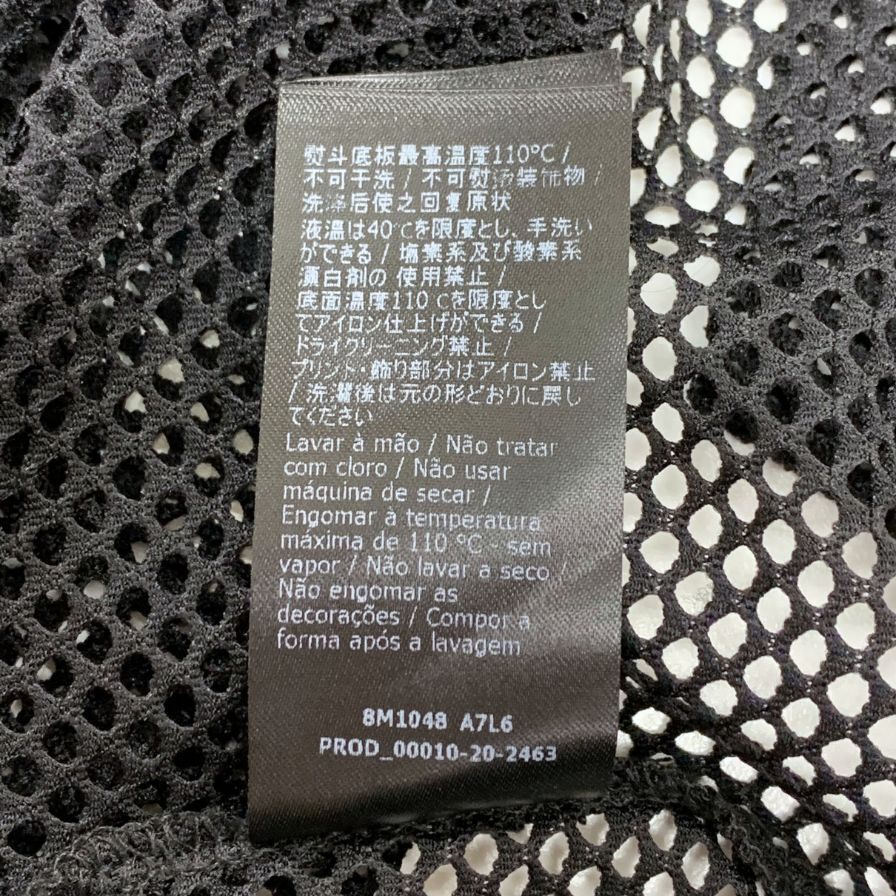 熨斗底板最高温度110°C /
不可干洗 / 不可熨烫装饰物 /
洗涤后使之回复原状
液温は40℃を限度とし、手洗い
ができる / 塩素系及び酸素系
漂白剤の 使用禁止 /
底面温度110℃を限度とし
てアイロン仕上げができる /
ドライクリーニング禁止 /
プリント・飾り部分はアイロン禁止
/ 洗濯後は元の形どおりに戻し
てください
Lavar à mão / Não tratar
com cloro / Não usar
máquina de secar /
Engomar à temperatura
máxima de 110 °C - sem
vapor / Não lavar a seco /
Não engomar as
decorações / Compor a
forma após a lavagem
8M1048 A7L6
PROD_00010-20-2463